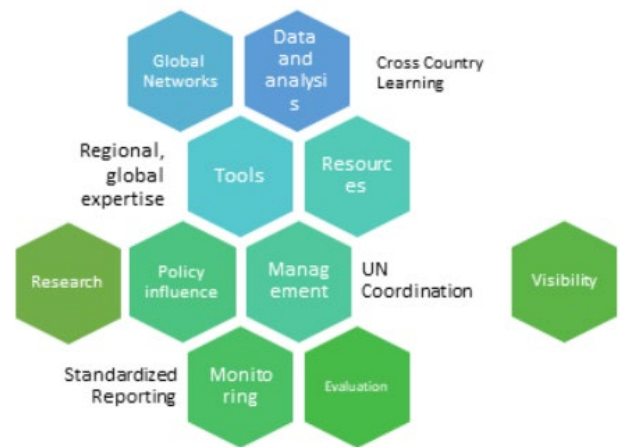 Global
Networks
Data
and
analysi
s
Cross Country
Learning
Regional,
global
expertise
Tools
Resourc
es
Research
Policy
influence
Manag
ement
UN
Coordination
Visibility
Standardized
Reporting
Monito
ring
Evaluation